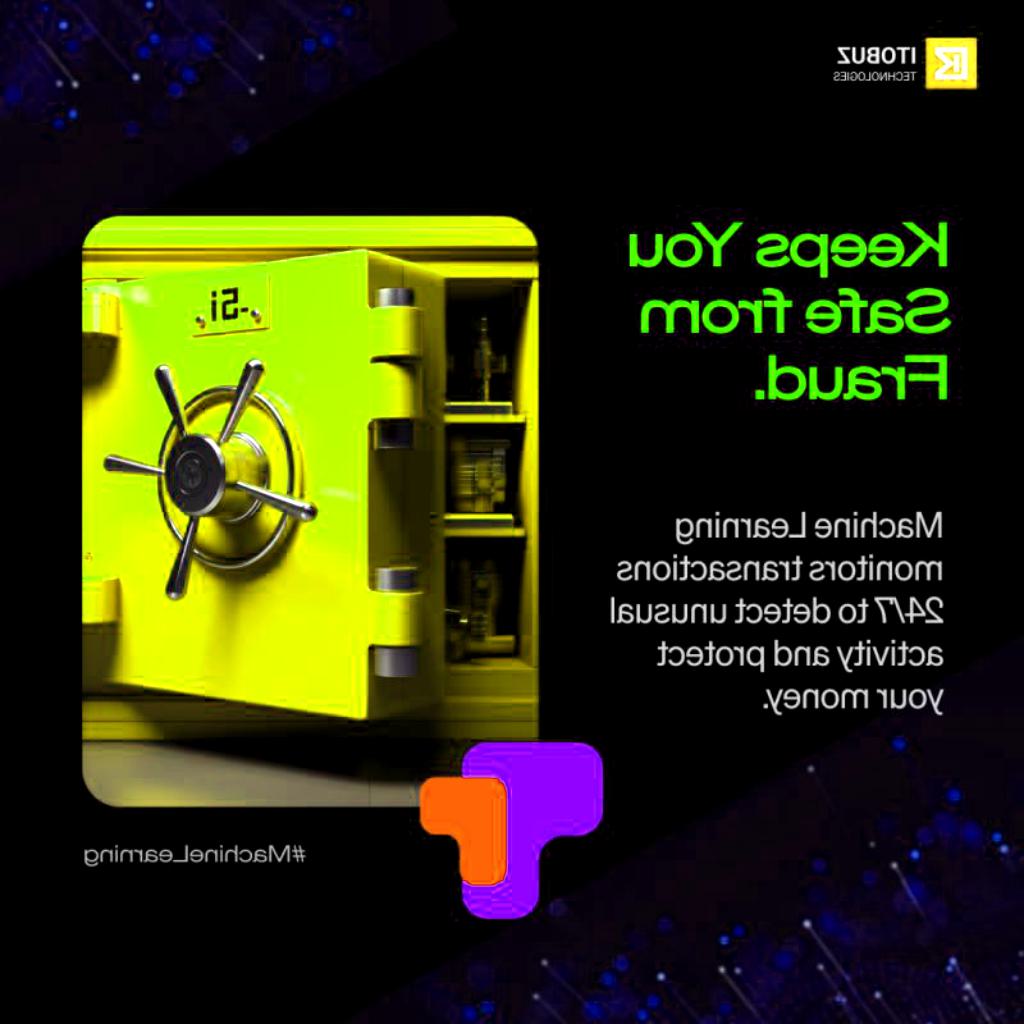 ITOBUZ
TECHNOLOGIES
Keeps You
Safe from
Fraud.
Machine Learning
monitors transactions
24/7 to detect unusual
activity and protect
your money.
#MachineLearning